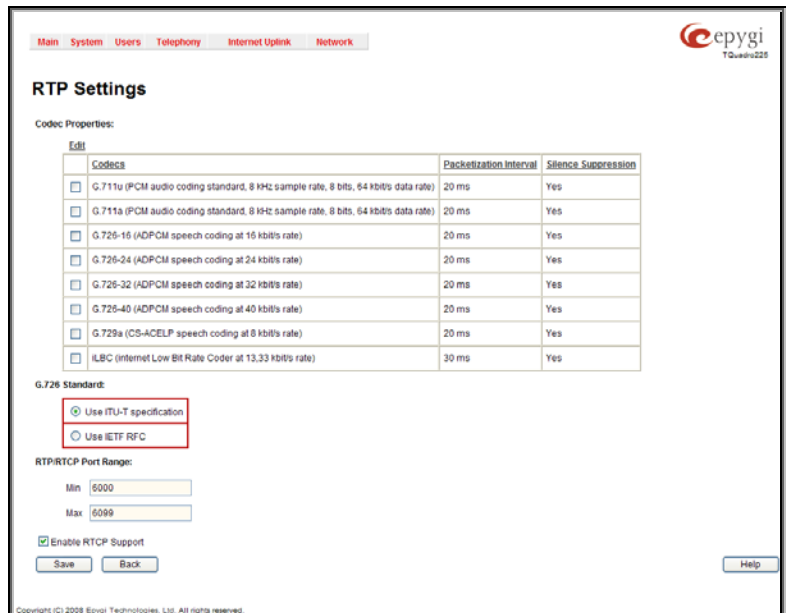 Main System Users Telephony Internet Uplink Network
epygi
TQuadro225
RTP Settings
Codec Properties:
Edit
Codecs Packetization Interval Silence Suppression
G.711u (PCM audio coding standard, 8 kHz sample rate, 8 bits, 64 kbit/s data rate) 20 ms Yes
G.711a (PCM audio coding standard, 8 kHz sample rate, 8 bits, 64 kbit/s data rate) 20 ms Yes
G.726-16 (ADPCM speech coding at 16 kbit/s rate) 20 ms Yes
G.726-24 (ADPCM speech coding at 24 kbit/s rate) 20 ms Yes
G.726-32 (ADPCM speech coding at 32 kbit/s rate) 20 ms Yes
G.726-40 (ADPCM speech coding at 40 kbit/s rate) 20 ms Yes
G.729a (CS-ACELP speech coding at 8 kbit/s rate) 20 ms Yes
iLBC (internet Low Bit Rate Coder at 13,33 kbit/s rate) 30 ms Yes
G.726 Standard:
Use ITU-T specification
Use IETF RFC
RTP/RTCP Port Range:
Min 6000
Max 6099
Enable RTCP Support
Save Back Help
Copyright (C) 2008 Epygi Technologies, Ltd. All rights reserved.